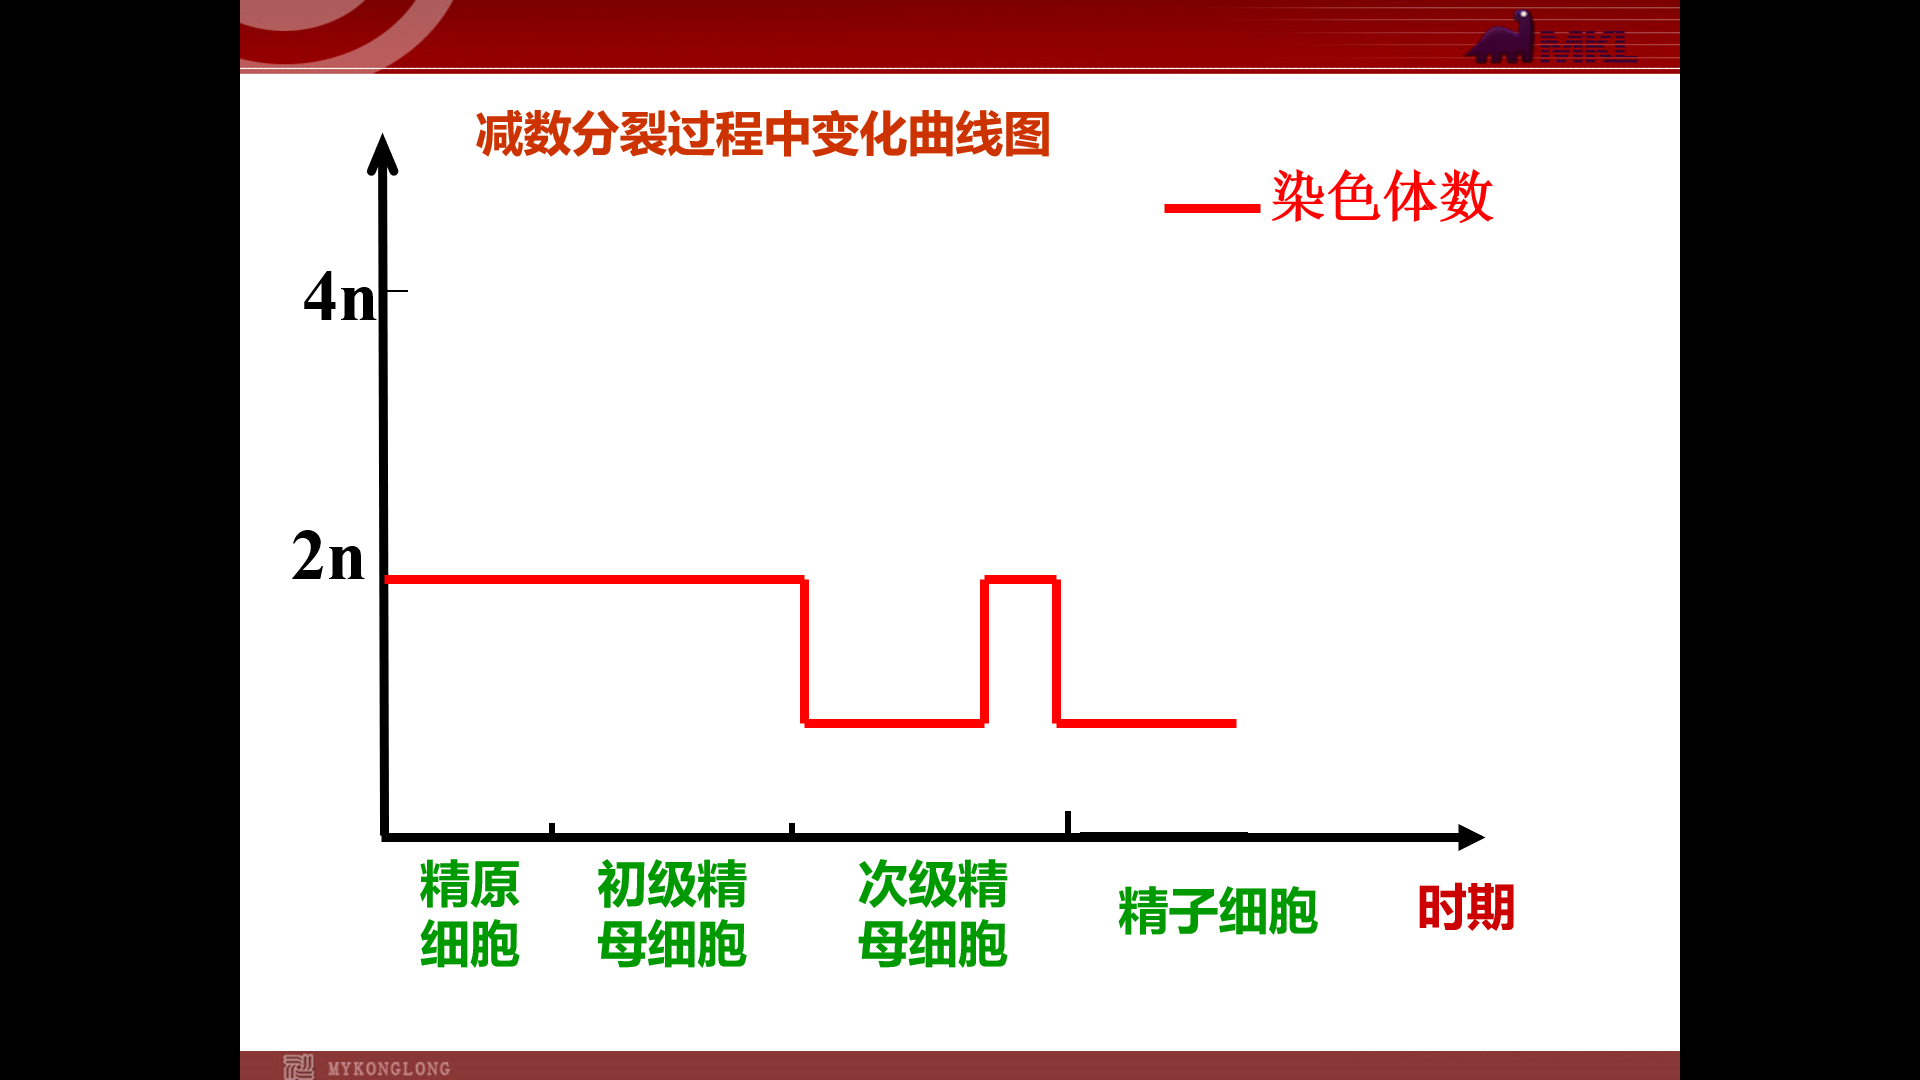 MKL
减数分裂过程中变化曲线图
染色体数
4n
2n
精原
细胞
初级精
母细胞
次级精
母细胞
精子细胞
时期
MYKONGLONG